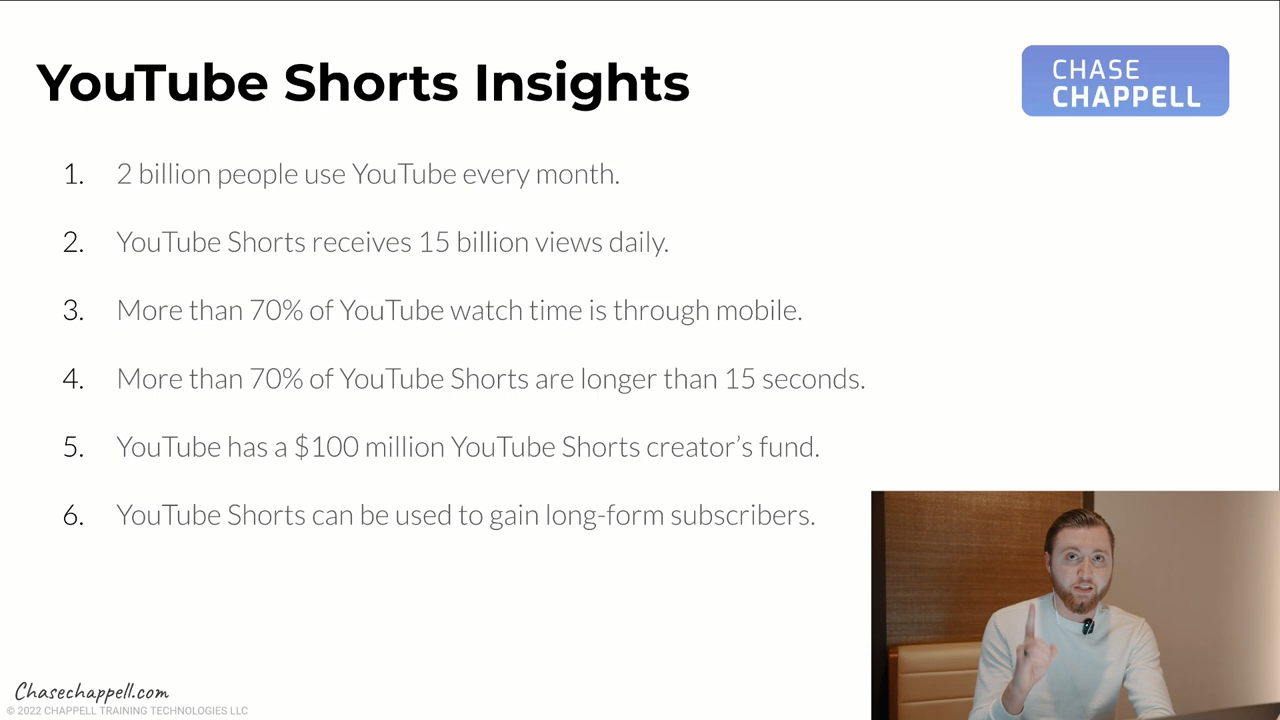 YouTube Shorts Insights
CHASE
CHAPPELL
1. 2 billion people use YouTube every month.
2. YouTube Shorts receives 15 billion views daily.
3. More than 70% of YouTube watch time is through mobile.
4. More than 70% of YouTube Shorts are longer than 15 seconds.
5. YouTube has a $100 million YouTube Shorts creator’s fund.
6. YouTube Shorts can be used to gain long-form subscribers.
Chasechappell.com
© 2022 CHAPPELL TRAINING TECHNOLOGIES LLC